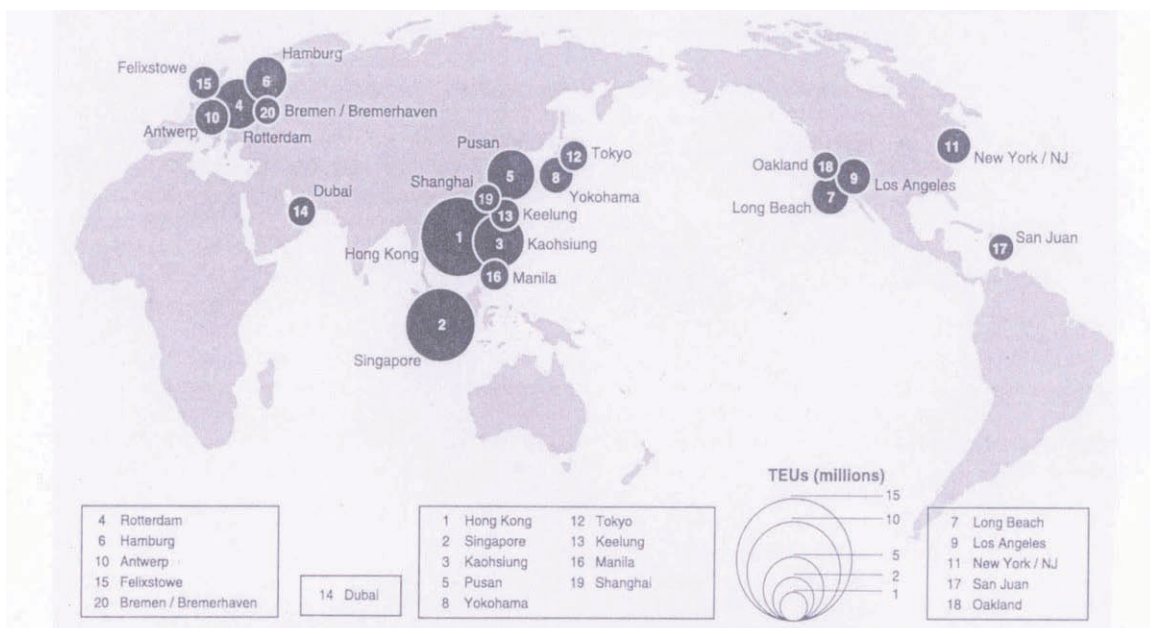 Hamburg
Felixstowe
15
6
4
20
Bremen / Bremerhaven
10
Antwerp
Rotterdam
Pusan
12
Tokyo
5
8
Yokohama
Shanghai
19
Dubai
14
13
Keelung
1
3
Kaohsiung
Hong Kong
16
Manila
2
Singapore
11
New York / NJ
Oakland
18
9
Los Angeles
7
Long Beach
San Juan
17
4 Rotterdam
6 Hamburg
10 Antwerp
15 Felixstowe
20 Bremen / Bremerhaven
14 Dubai
1 Hong Kong
2 Singapore
3 Kaohsiung
5 Pusan
8 Yokohama
12 Tokyo
13 Keelung
16 Manila
19 Shanghai
TEUs (millions)
15
10
5
2
1
7 Long Beach
9 Los Angeles
11 New York / NJ
17 San Juan
18 Oakland